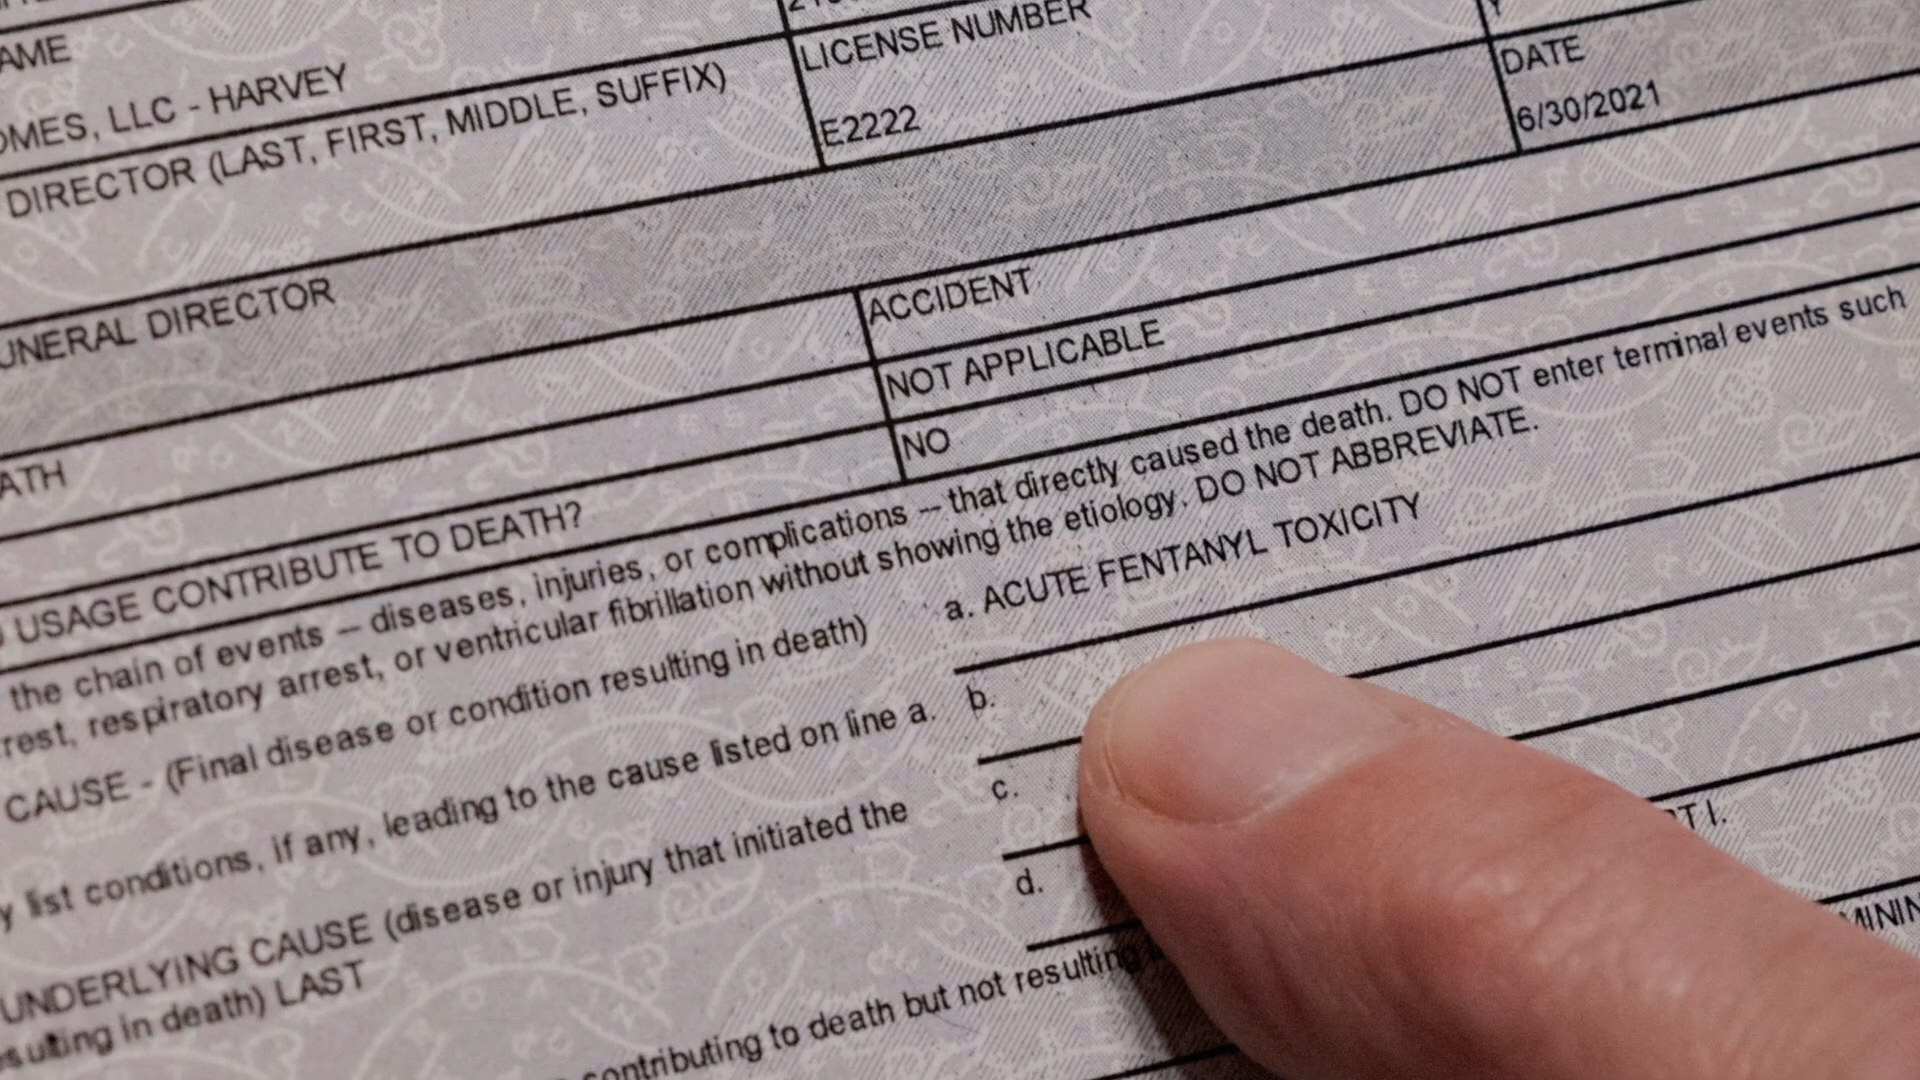 AME
LICENSE NUMBER
DATE
OMES, LLC - HARVEY
E2222
6/30/2021
DIRECTOR (LAST, FIRST, MIDDLE, SUFFIX)
UNERAL DIRECTOR
ACCIDENT
ATH
NOT APPLICABLE
USAGE CONTRIBUTE TO DEATH?
NO
the chain of events -- diseases, injuries, or complications -- that directly caused the death. DO NOT enter terminal events such
rest, respiratory arrest, or ventricular fibrillation without showing the etiology. DO NOT ABBREVIATE.
CAUSE - (Final disease or condition resulting in death)
a. ACUTE FENTANYL TOXICITY
y list conditions, if any, leading to the cause listed on line a.
b.
UNDERLYING CAUSE (disease or injury that initiated the
c.
sulting in death) LAST
d.
contributing to death but not resulting
RT I.
MININ